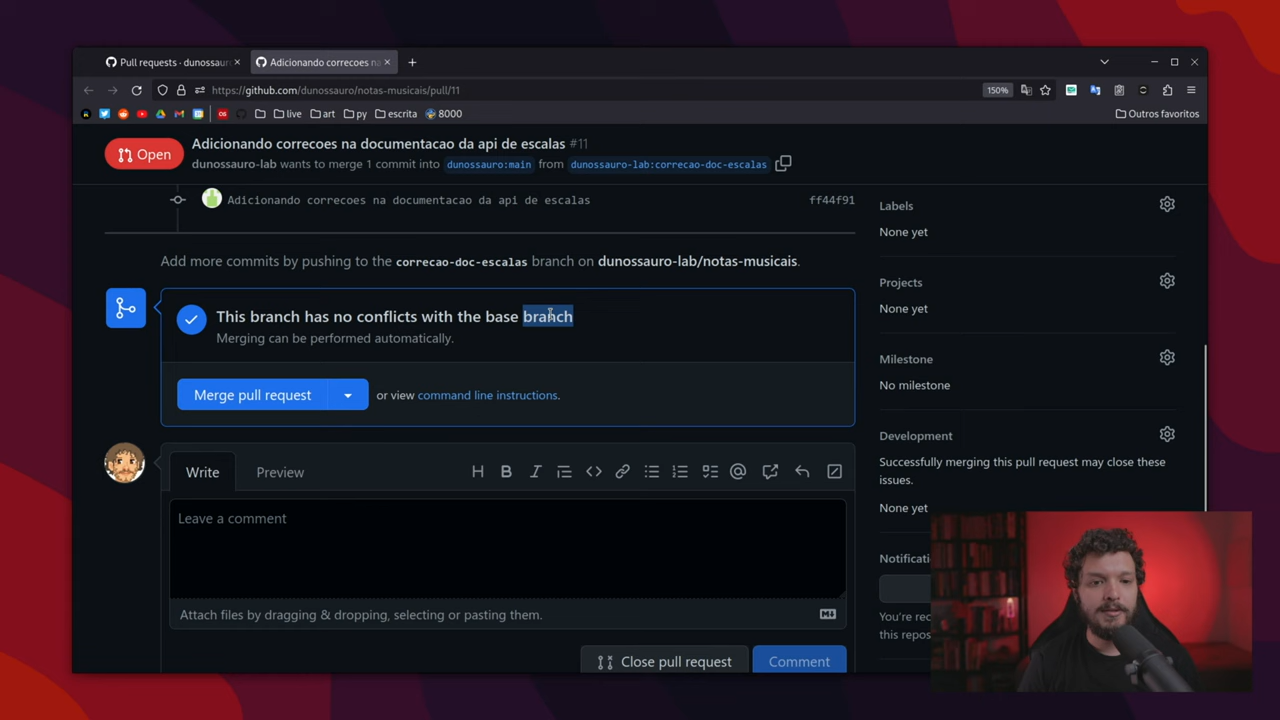 Pull requests · dunossau
Adicionando correcoes na
https://github.com/dunossauro/notas-musicais/pull/11
150%
live
art
py
escrita
8000
Outros favoritos
Open
Adicionando correcoes na documentacao da api de escalas #11
dunossauro-lab wants to merge 1 commit into dunossauro:main from dunossauro-lab:correcao-doc-escalas
Adicionando correcoes na documentacao da api de escalas ff44f91
Add more commits by pushing to the correcao-doc-escalas branch on dunossauro-lab/notas-musicais.
This branch has no conflicts with the base branch
Merging can be performed automatically.
Merge pull request
or view command line instructions.
Write
Preview
Leave a comment
Attach files by dragging & dropping, selecting or pasting them.
Close pull request
Comment
Labels
None yet
Projects
None yet
Milestone
No milestone
Development
Successfully merging this pull request may close these
issues.
None yet
Notificati
You're rec
this repos